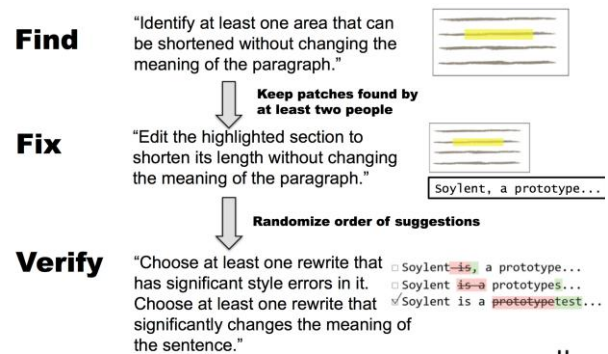 Find
“Identify at least one area that can
be shortened without changing the
meaning of the paragraph.”
Keep patches found by
at least two people
Fix
“Edit the highlighted section to
shorten its length without changing
the meaning of the paragraph.”
Soylent, a prototype...
Randomize order of suggestions
Verify
“Choose at least one rewrite that
has significant style errors in it.
Choose at least one rewrite that
significantly changes the meaning of
the sentence.”
Soylent is, a prototype...
Soylent is a prototypes...
Soylent is a prototypetest...